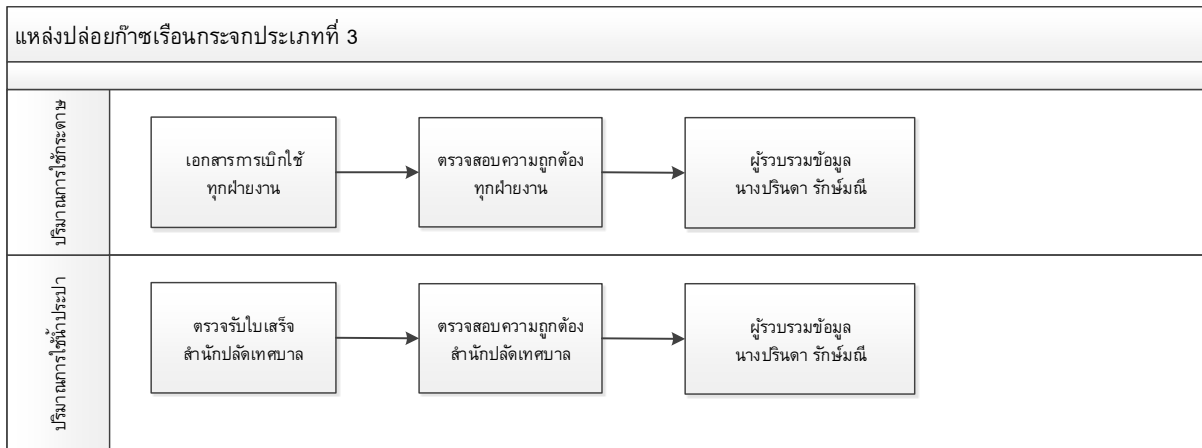 แหล่งปล่อยก๊าซเรือนกระจกประเภทที่ 3
ปริมาณการใช้กระดาษ
เอกสารการเบิกใช้
ทุกฝ่ายงาน
ตรวจสอบความถูกต้อง
ทุกฝ่ายงาน
ผู้รวบรวมข้อมูล
นางปรินดา รักษ์มณี
ปริมาณการใช้น้ำประปา
ตรวจรับใบเสร็จ
สำนักปลัดเทศบาล
ตรวจสอบความถูกต้อง
สำนักปลัดเทศบาล
ผู้รวบรวมข้อมูล
นางปรินดา รักษ์มณี